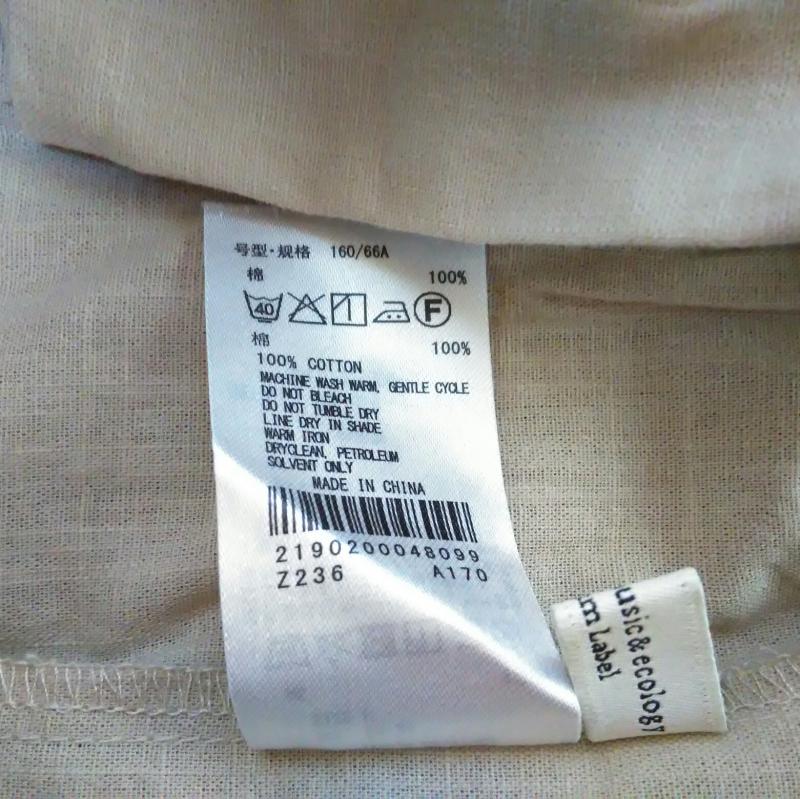 号型·规格 160/66A
棉 100%
40 F
棉 100%
100% COTTON
MACHINE WASH WARM, GENTLE CYCLE
DO NOT BLEACH
DO NOT TUMBLE DRY
LINE DRY IN SHADE
WARM IRON
DRYCLEAN, PETROLEUM
SOLVENT ONLY
MADE IN CHINA
2190200048099
Z236 A170
usic&ecology
m Label